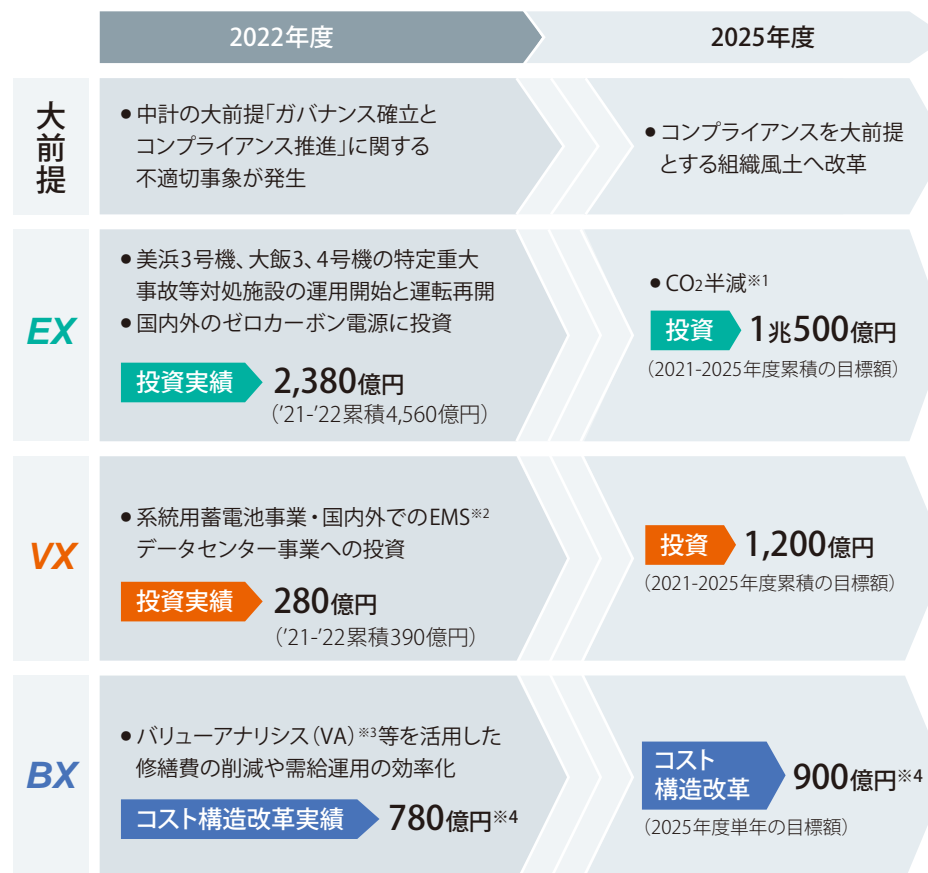 2022年度
2025年度
大前提
●中計の大前提「ガバナンス確立と
コンプライアンス推進」に関する
不適切事象が発生
●コンプライアンスを大前提
とする組織風土へ改革
EX
●美浜3号機、大飯3、4号機の特定重大
事故等対処施設の運用開始と運転再開
●国内外のゼロカーボン電源に投資
投資実績 2,380億円
（’21-’22累積4,560億円）
●CO2半減※1
投資 1兆500億円
（2021-2025年度累積の目標額）
VX
●系統用蓄電池事業・国内外でのEMS※2
データセンター事業への投資
投資実績 280億円
（’21-’22累積390億円）
投資 1,200億円
（2021-2025年度累積の目標額）
BX
●バリューアナリシス（VA）※3等を活用した
修繕費の削減や需給運用の効率化
コスト構造改革実績 780億円※4
コスト
構造改革 900億円※4
（2025年度単年の目標額）